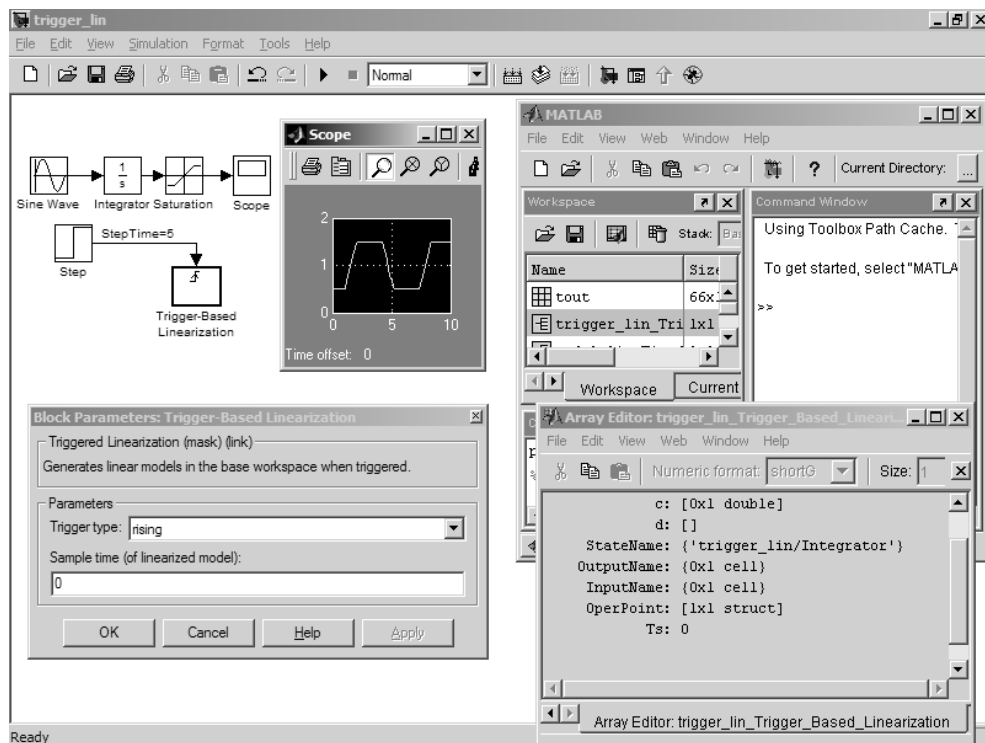 trigger_lin
File Edit View Simulation Format Tools Help
Normal
Sine Wave
1
s
Integrator
Saturation
Scope
StepTime=5
Step
Trigger-Based
Linearization
Scope
2
1
0
0 5 10
Time offset: 0
MATLAB
File Edit View Web Window Help
? Current Directory: ...
Workspace
Stack: Bas
Name Size
tout 66x
trigger_lin_Tri 1x1
Workspace Current
Command Window
Using Toolbox Path Cache.
To get started, select "MATLA
>>
Block Parameters: Trigger-Based Linearization
Triggered Linearization (mask) (link)
Generates linear models in the base workspace when triggered.
Parameters
Trigger type: rising
Sample time (of linearized model):
0
OK Cancel Help Apply
Array Editor: trigger_lin_Trigger_Based_Lineari...
File Edit View Web Window Help
Numeric format: shortG Size: 1
c: [0x1 double]
d: []
StateName: {'trigger_lin/Integrator'}
OutputName: {0x1 cell}
InputName: {0x1 cell}
OperPoint: [1x1 struct]
Ts: 0
Array Editor: trigger_lin_Trigger_Based_Linearization
Ready